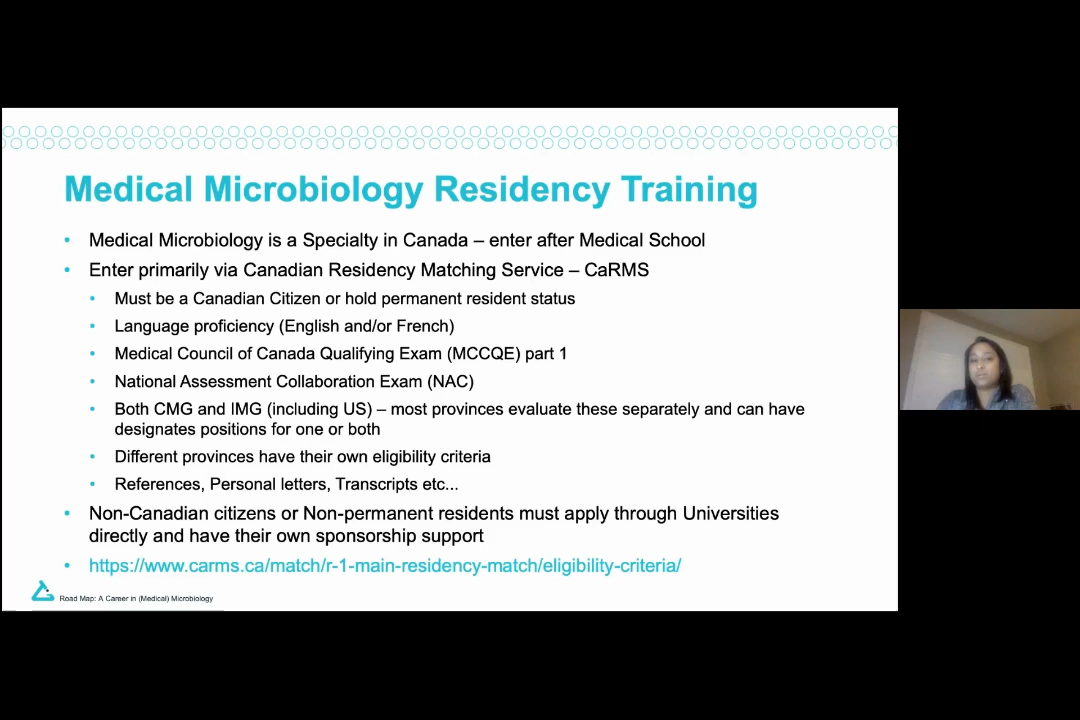 Medical Microbiology Residency Training
• Medical Microbiology is a Specialty in Canada – enter after Medical School
• Enter primarily via Canadian Residency Matching Service – CaRMS
• Must be a Canadian Citizen or hold permanent resident status
• Language proficiency (English and/or French)
• Medical Council of Canada Qualifying Exam (MCCQE) part 1
• National Assessment Collaboration Exam (NAC)
• Both CMG and IMG (including US) – most provinces evaluate these separately and can have
designates positions for one or both
• Different provinces have their own eligibility criteria
• References, Personal letters, Transcripts etc...
• Non-Canadian citizens or Non-permanent residents must apply through Universities
directly and have their own sponsorship support
• https://www.carms.ca/match/r-1-main-residency-match/eligibility-criteria/
Road Map: A Career in (Medical) Microbiology